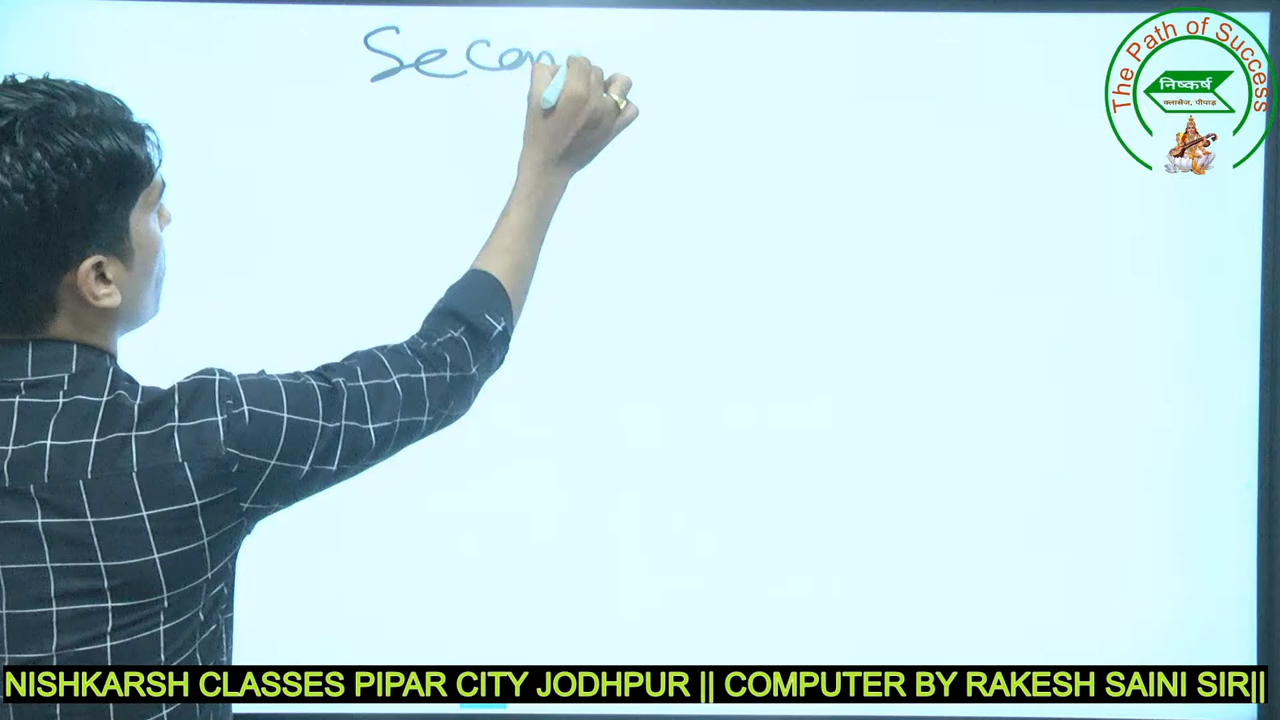 Secon
The Path of Success
निष्कर्ष
क्लासेज, पीपाड़
NISHKARSH CLASSES PIPAR CITY JODHPUR || COMPUTER BY RAKESH SAINI SIR||